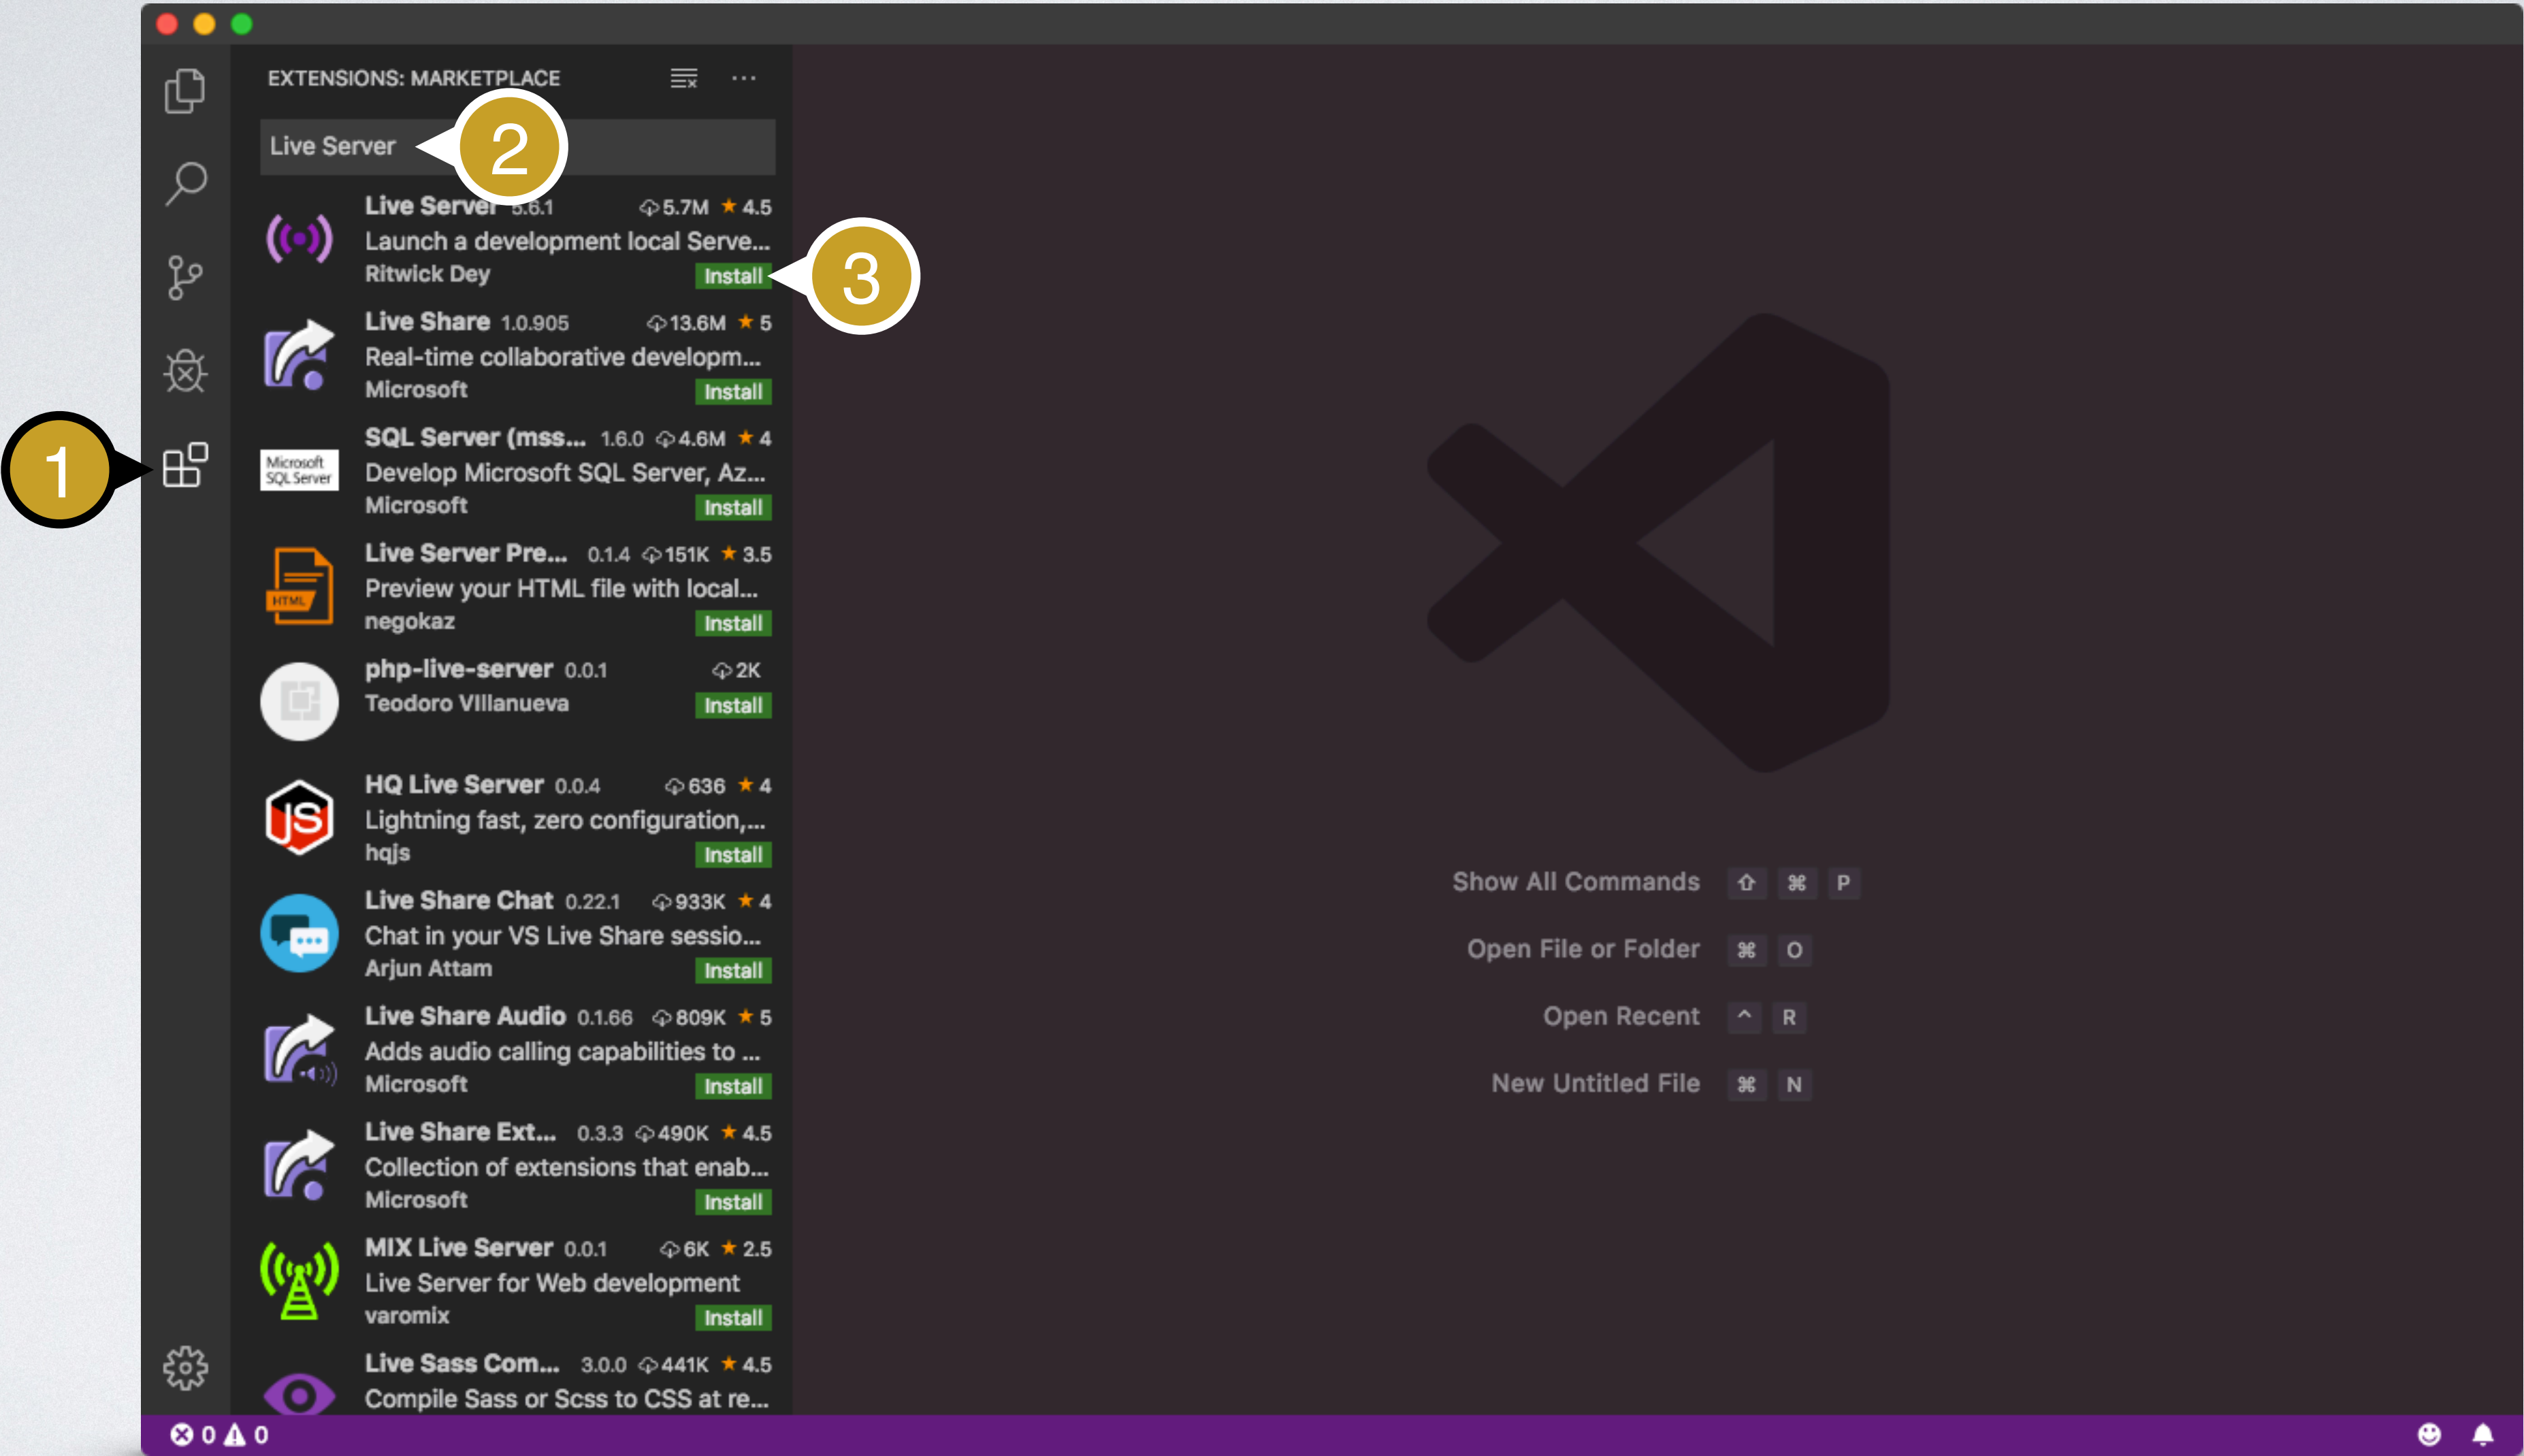 EXTENSIONS: MARKETPLACE
Live Server
2
Live Server 5.6.1 5.7M ★ 4.5
Launch a development local Serve...
Ritwick Dey Install
3
Live Share 1.0.905 13.6M ★ 5
Real-time collaborative developm...
Microsoft Install
1
SQL Server (mss... 1.6.0 4.6M ★ 4
Microsoft
SQL Server
Develop Microsoft SQL Server, Az...
Microsoft Install
Live Server Pre... 0.1.4 151K ★ 3.5
HTML
Preview your HTML file with local...
negokaz Install
php-live-server 0.0.1 2K
Teodoro VIllanueva Install
HQ Live Server 0.0.4 636 ★ 4
JS
Lightning fast, zero configuration,...
hqjs Install
Live Share Chat 0.22.1 933K ★ 4
Chat in your VS Live Share sessio...
Arjun Attam Install
Live Share Audio 0.1.66 809K ★ 5
Adds audio calling capabilities to ...
Microsoft Install
Live Share Ext... 0.3.3 490K ★ 4.5
Collection of extensions that enab...
Microsoft Install
MIX Live Server 0.0.1 6K ★ 2.5
Live Server for Web development
varomix Install
Live Sass Com... 3.0.0 441K ★ 4.5
Compile Sass or Scss to CSS at re...
Show All Commands ⇧ ⌘ P
Open File or Folder ⌘ O
Open Recent ^ R
New Untitled File ⌘ N
0 0